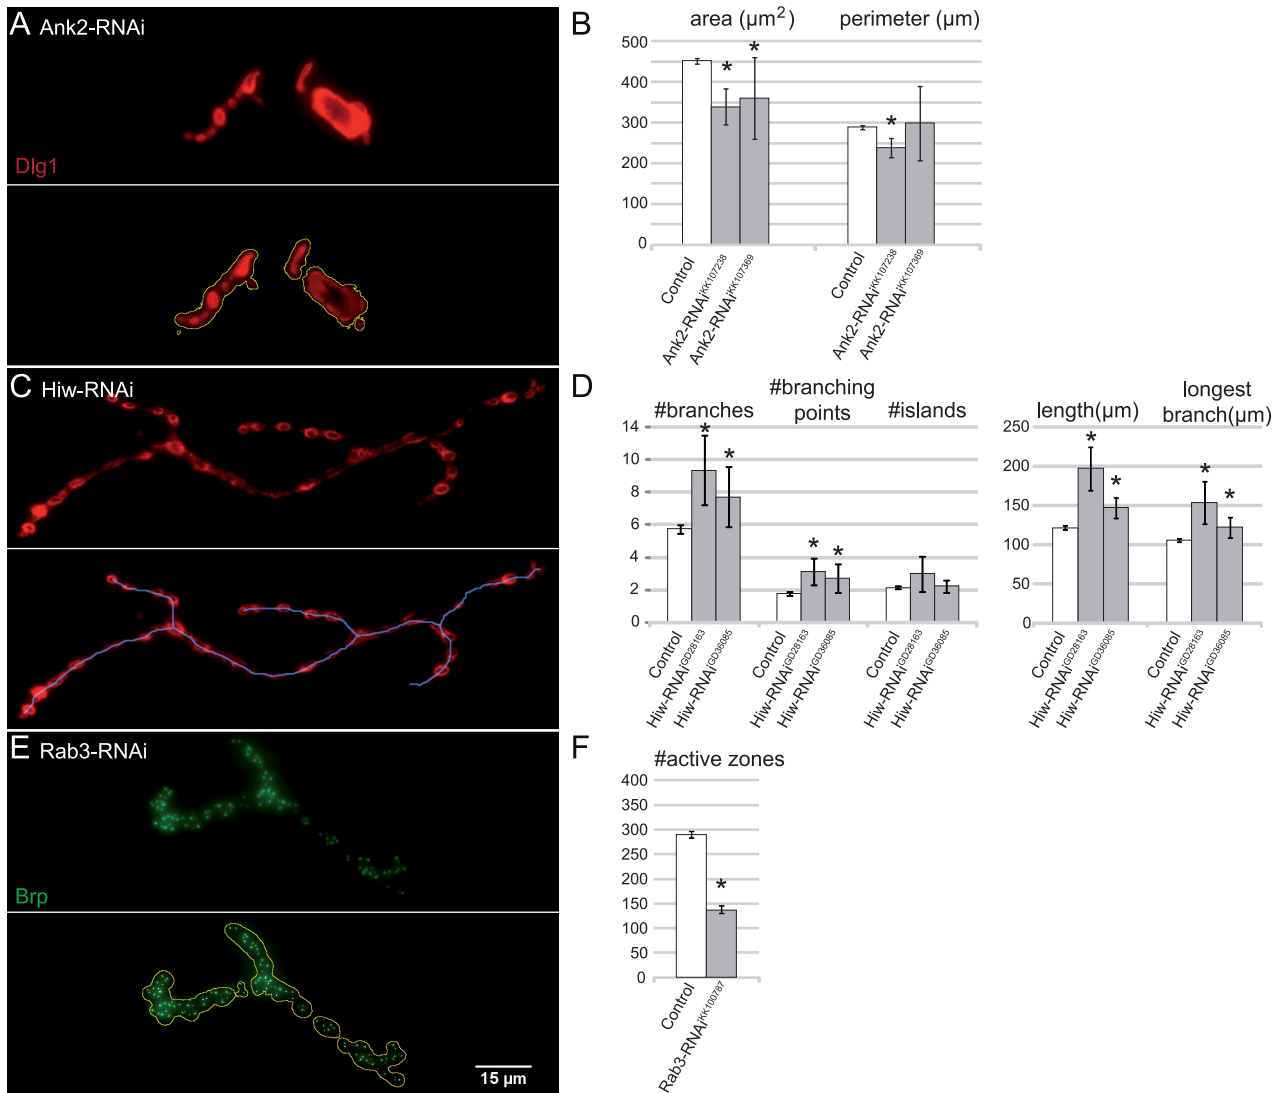 A Ank2-RNAi
Dlg1
B
area (µm²) perimeter (µm)
500
400
300
200
100
0
Control
Ank2-RNAi KK107238
Ank2-RNAi KK107369
Control
Ank2-RNAi KK107238
Ank2-RNAi KK107369
* * *
C Hiw-RNAi
D
#branches
#branching
points
#islands
14
10
8
6
4
2
0
* * * *
Control
Hiw-RNAi GD28163
Hiw-RNAi GD36085
Control
Hiw-RNAi GD28163
Hiw-RNAi GD36085
Control
Hiw-RNAi GD28163
Hiw-RNAi GD36085
length(µm)
longest
branch(µm)
250
200
150
100
50
0
* * * *
Control
Hiw-RNAi GD28163
Hiw-RNAi GD36085
Control
Hiw-RNAi GD28163
Hiw-RNAi GD36085
E Rab3-RNAi
Brp
15 µm
F
#active zones
400
350
300
250
200
150
100
50
0
*
Control
Rab3-RNAi KK100787